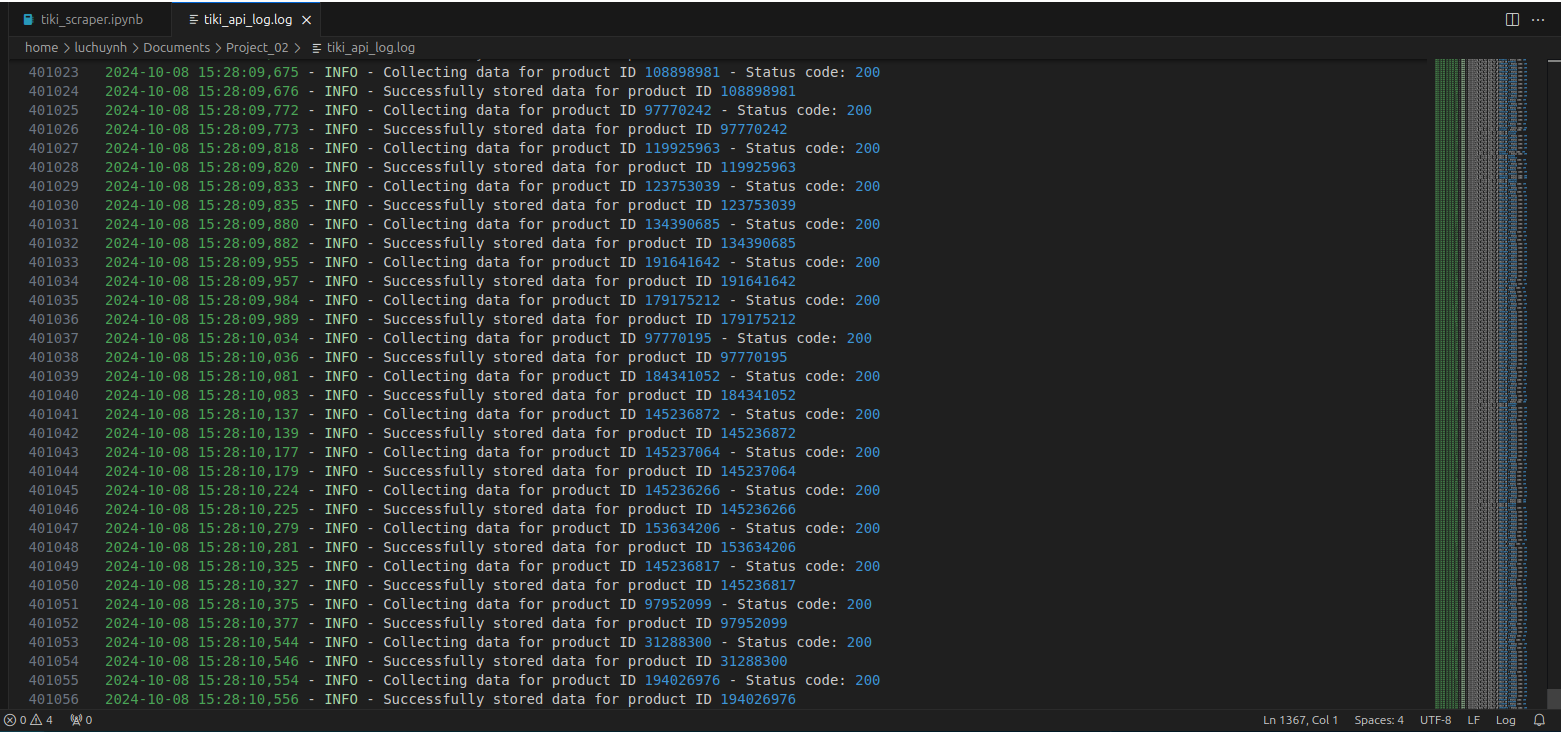 tiki_scraper.ipynb
tiki_api_log.log
home > luchuynh > Documents > Project_02 > tiki_api_log.log
401023 2024-10-08 15:28:09,675 - INFO - Collecting data for product ID 108898981 - Status code: 200
401024 2024-10-08 15:28:09,676 - INFO - Successfully stored data for product ID 108898981
401025 2024-10-08 15:28:09,772 - INFO - Collecting data for product ID 97770242 - Status code: 200
401026 2024-10-08 15:28:09,773 - INFO - Successfully stored data for product ID 97770242
401027 2024-10-08 15:28:09,818 - INFO - Collecting data for product ID 119925963 - Status code: 200
401028 2024-10-08 15:28:09,820 - INFO - Successfully stored data for product ID 119925963
401029 2024-10-08 15:28:09,833 - INFO - Collecting data for product ID 123753039 - Status code: 200
401030 2024-10-08 15:28:09,835 - INFO - Successfully stored data for product ID 123753039
401031 2024-10-08 15:28:09,880 - INFO - Collecting data for product ID 134390685 - Status code: 200
401032 2024-10-08 15:28:09,882 - INFO - Successfully stored data for product ID 134390685
401033 2024-10-08 15:28:09,955 - INFO - Collecting data for product ID 191641642 - Status code: 200
401034 2024-10-08 15:28:09,957 - INFO - Successfully stored data for product ID 191641642
401035 2024-10-08 15:28:09,984 - INFO - Collecting data for product ID 179175212 - Status code: 200
401036 2024-10-08 15:28:09,989 - INFO - Successfully stored data for product ID 179175212
401037 2024-10-08 15:28:10,034 - INFO - Collecting data for product ID 97770195 - Status code: 200
401038 2024-10-08 15:28:10,036 - INFO - Successfully stored data for product ID 97770195
401039 2024-10-08 15:28:10,081 - INFO - Collecting data for product ID 184341052 - Status code: 200
401040 2024-10-08 15:28:10,083 - INFO - Successfully stored data for product ID 184341052
401041 2024-10-08 15:28:10,137 - INFO - Collecting data for product ID 145236872 - Status code: 200
401042 2024-10-08 15:28:10,139 - INFO - Successfully stored data for product ID 145236872
401043 2024-10-08 15:28:10,177 - INFO - Collecting data for product ID 145237064 - Status code: 200
401044 2024-10-08 15:28:10,179 - INFO - Successfully stored data for product ID 145237064
401045 2024-10-08 15:28:10,224 - INFO - Collecting data for product ID 145236266 - Status code: 200
401046 2024-10-08 15:28:10,225 - INFO - Successfully stored data for product ID 145236266
401047 2024-10-08 15:28:10,279 - INFO - Collecting data for product ID 153634206 - Status code: 200
401048 2024-10-08 15:28:10,281 - INFO - Successfully stored data for product ID 153634206
401049 2024-10-08 15:28:10,325 - INFO - Collecting data for product ID 145236817 - Status code: 200
401050 2024-10-08 15:28:10,327 - INFO - Successfully stored data for product ID 145236817
401051 2024-10-08 15:28:10,375 - INFO - Collecting data for product ID 97952099 - Status code: 200
401052 2024-10-08 15:28:10,377 - INFO - Successfully stored data for product ID 97952099
401053 2024-10-08 15:28:10,544 - INFO - Collecting data for product ID 31288300 - Status code: 200
401054 2024-10-08 15:28:10,546 - INFO - Successfully stored data for product ID 31288300
401055 2024-10-08 15:28:10,554 - INFO - Collecting data for product ID 194026976 - Status code: 200
401056 2024-10-08 15:28:10,556 - INFO - Successfully stored data for product ID 194026976
0 4 0 Ln 1367, Col 1 Spaces: 4 UTF-8 LF Log